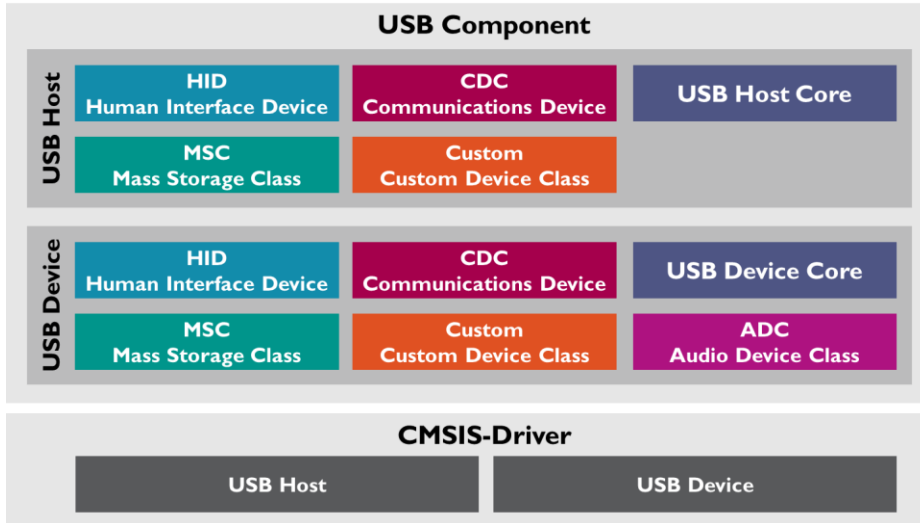 USB Component
USB Host
HID
Human Interface Device
CDC
Communications Device
USB Host Core
MSC
Mass Storage Class
Custom
Custom Device Class
USB Device
HID
Human Interface Device
CDC
Communications Device
USB Device Core
MSC
Mass Storage Class
Custom
Custom Device Class
ADC
Audio Device Class
CMSIS-Driver
USB Host
USB Device